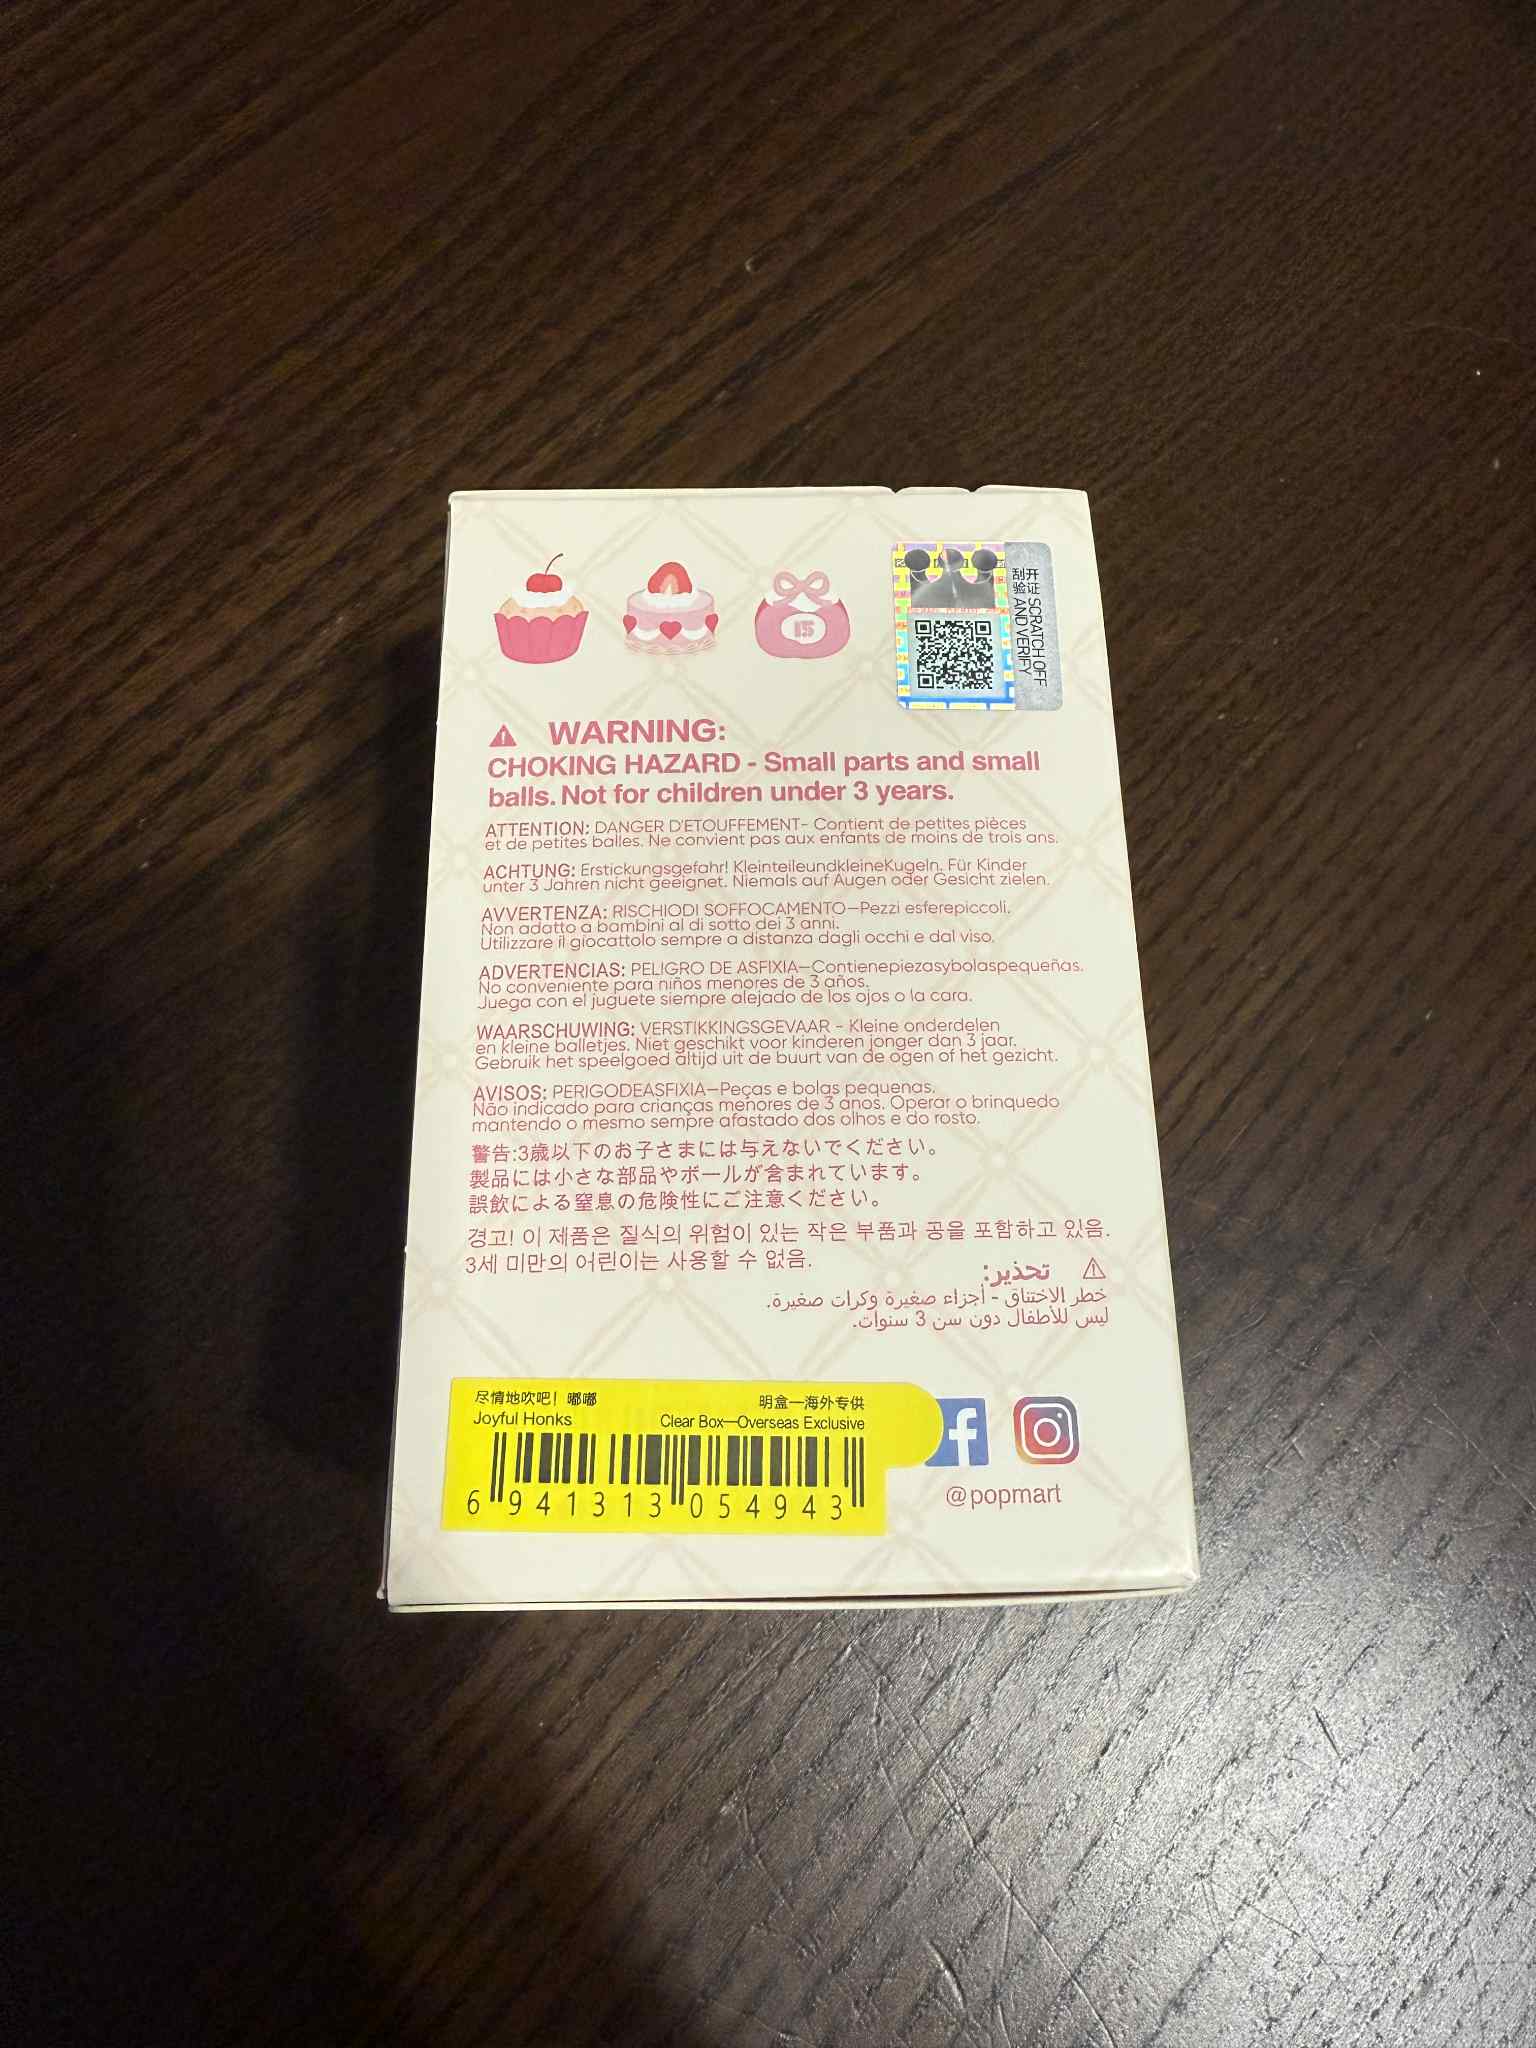 15
开证 SCRATCH OFF
刮验 AND VERIFY
WARNING:
CHOKING HAZARD - Small parts and small
balls. Not for children under 3 years.
ATTENTION: DANGER D'ETOUFFEMENT- Contient de petites pièces
et de petites balles. Ne convient pas aux enfants de moins de trois ans.
ACHTUNG: Erstickungsgefahr! KleinteileundkleineKugeln. Für Kinder
unter 3 Jahren nicht geeignet. Niemals auf Augen oder Gesicht zielen.
AVVERTENZA: RISCHIODI SOFFOCAMENTO—Pezzi esferepiccoli.
Non adatto a bambini al di sotto dei 3 anni.
Utilizzare il giocattolo sempre a distanza dagli occhi e dal viso.
ADVERTENCIAS: PELIGRO DE ASFIXIA—Contienepiezasybolaspequeñas.
No conveniente para niños menores de 3 años.
Juega con el juguete siempre alejado de los ojos o la cara.
WAARSCHUWING: VERSTIKKINGSGEVAAR - Kleine onderdelen
en kleine balletjes. Niet geschikt voor kinderen jonger dan 3 jaar.
Gebruik het speelgoed altijd uit de buurt van de ogen of het gezicht.
AVISOS: PERIGODEASFIXIA—Peças e bolas pequenas.
Não indicado para crianças menores de 3 anos. Operar o brinquedo
mantendo o mesmo sempre afastado dos olhos e do rosto.
警告:3歳以下のお子さまには与えないでください。
製品には小さな部品やボールが含まれています。
誤飲による窒息の危険性にご注意ください。
경고! 이 제품은 질식의 위험이 있는 작은 부품과 공을 포함하고 있음.
3세 미만의 어린이는 사용할 수 없음.
تحذير:
خطر الاختناق - أجزاء صغيرة وكرات صغيرة.
ليس للأطفال دون سن 3 سنوات.
尽情地吹吧！嘟嘟 明盒—海外专供
Joyful Honks Clear Box—Overseas Exclusive
6 941313 054943
@popmart